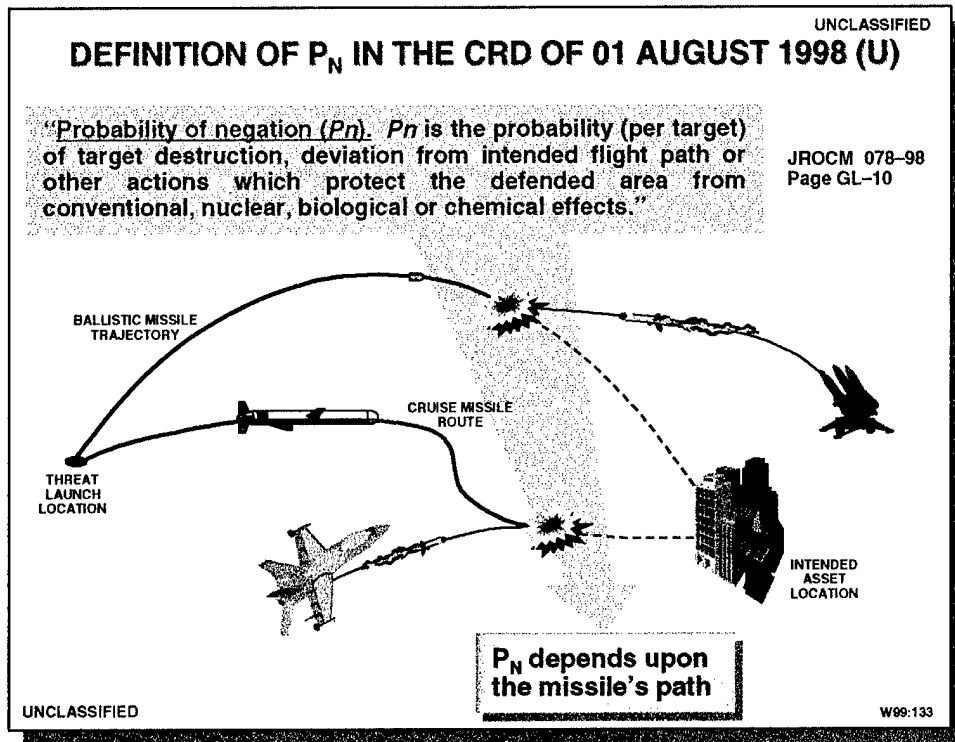 UNCLASSIFIED
DEFINITION OF PN IN THE CRD OF 01 AUGUST 1998 (U)
“Probability of negation (Pn). Pn is the probability (per target)
of target destruction, deviation from intended flight path or
other actions which protect the defended area from
conventional, nuclear, biological or chemical effects.”
JROCM 078–98
Page GL–10
BALLISTIC MISSILE
TRAJECTORY
CRUISE MISSILE
ROUTE
THREAT
LAUNCH
LOCATION
INTENDED
ASSET
LOCATION
PN depends upon
the missile's path
UNCLASSIFIED
W99:133